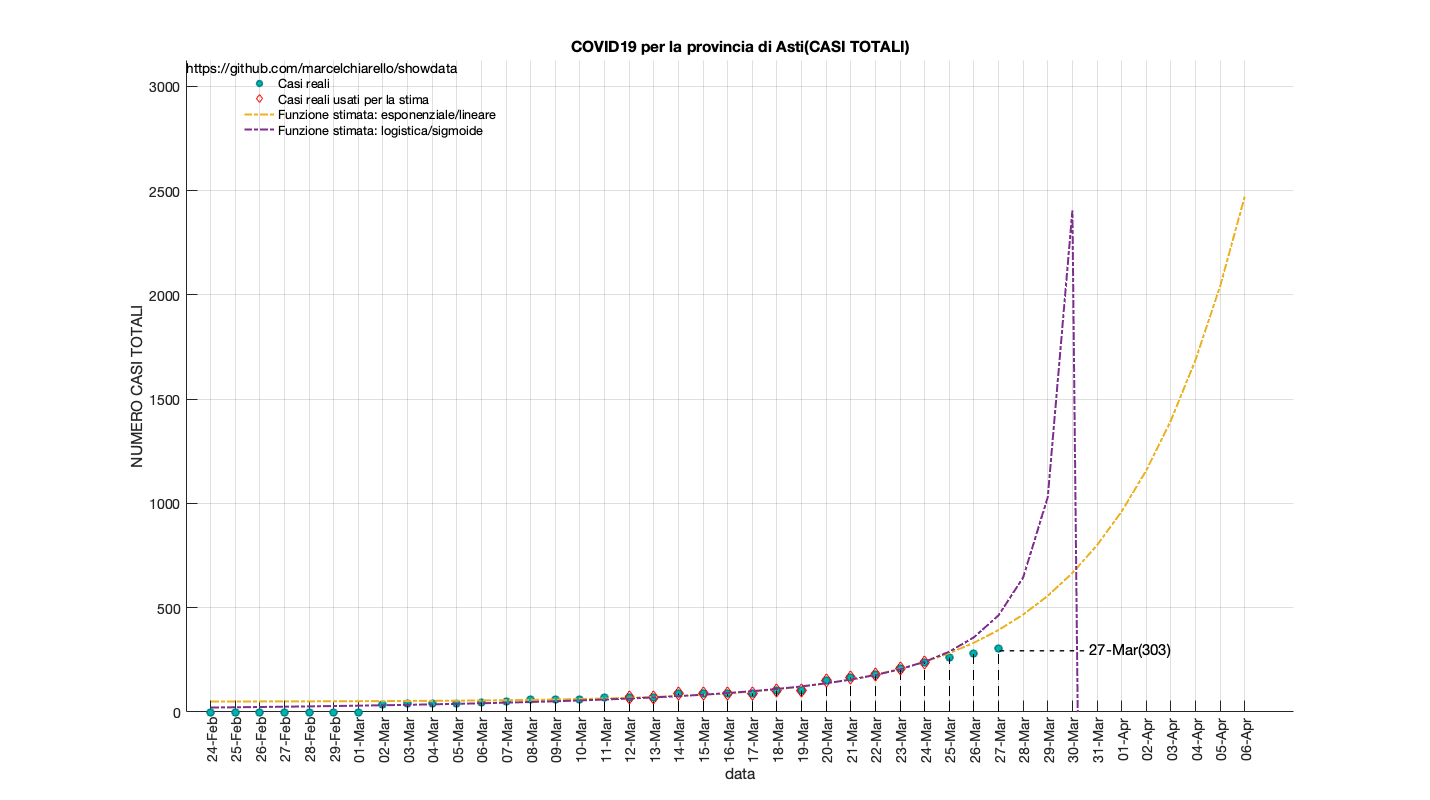 COVID19 per la provincia di Asti(CASI TOTALI)
https://github.com/marcelchiarello/showdata
Casi reali
Casi reali usati per la stima
Funzione stimata: esponenziale/lineare
Funzione stimata: logistica/sigmoide
NUMERO CASI TOTALI
3000
2500
2000
1500
1000
500
0
27-Mar(303)
24-Feb
25-Feb
26-Feb
27-Feb
28-Feb
29-Feb
01-Mar
02-Mar
03-Mar
04-Mar
05-Mar
06-Mar
07-Mar
08-Mar
09-Mar
10-Mar
11-Mar
12-Mar
13-Mar
14-Mar
15-Mar
16-Mar
17-Mar
18-Mar
19-Mar
20-Mar
21-Mar
22-Mar
23-Mar
24-Mar
25-Mar
26-Mar
27-Mar
28-Mar
29-Mar
30-Mar
31-Mar
01-Apr
02-Apr
03-Apr
04-Apr
05-Apr
06-Apr
data